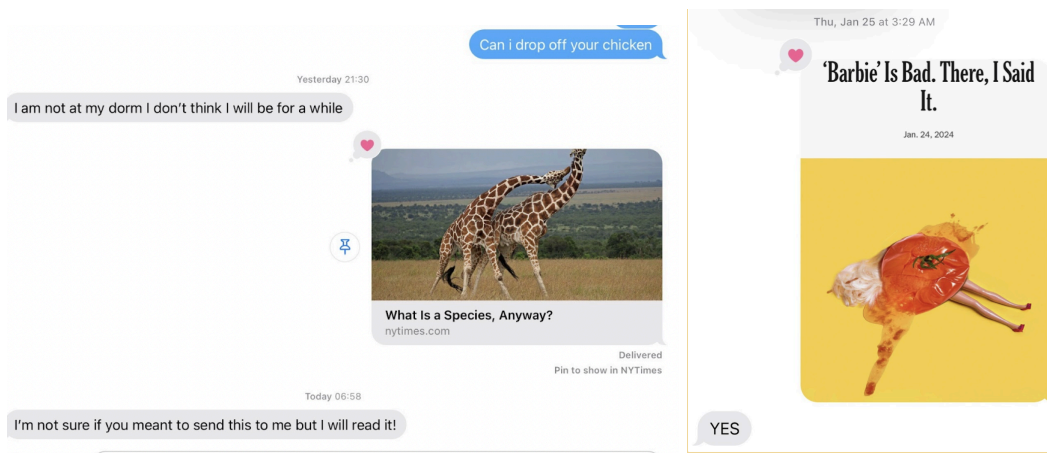 Can i drop off your chicken
Yesterday 21:30
I am not at my dorm I don't think I will be for a while
What Is a Species, Anyway?
nytimes.com
Delivered
Pin to show in NYTimes
Today 06:58
I'm not sure if you meant to send this to me but I will read it!
Thu, Jan 25 at 3:29 AM
'Barbie' Is Bad. There, I Said
It.
Jan. 24, 2024
YES